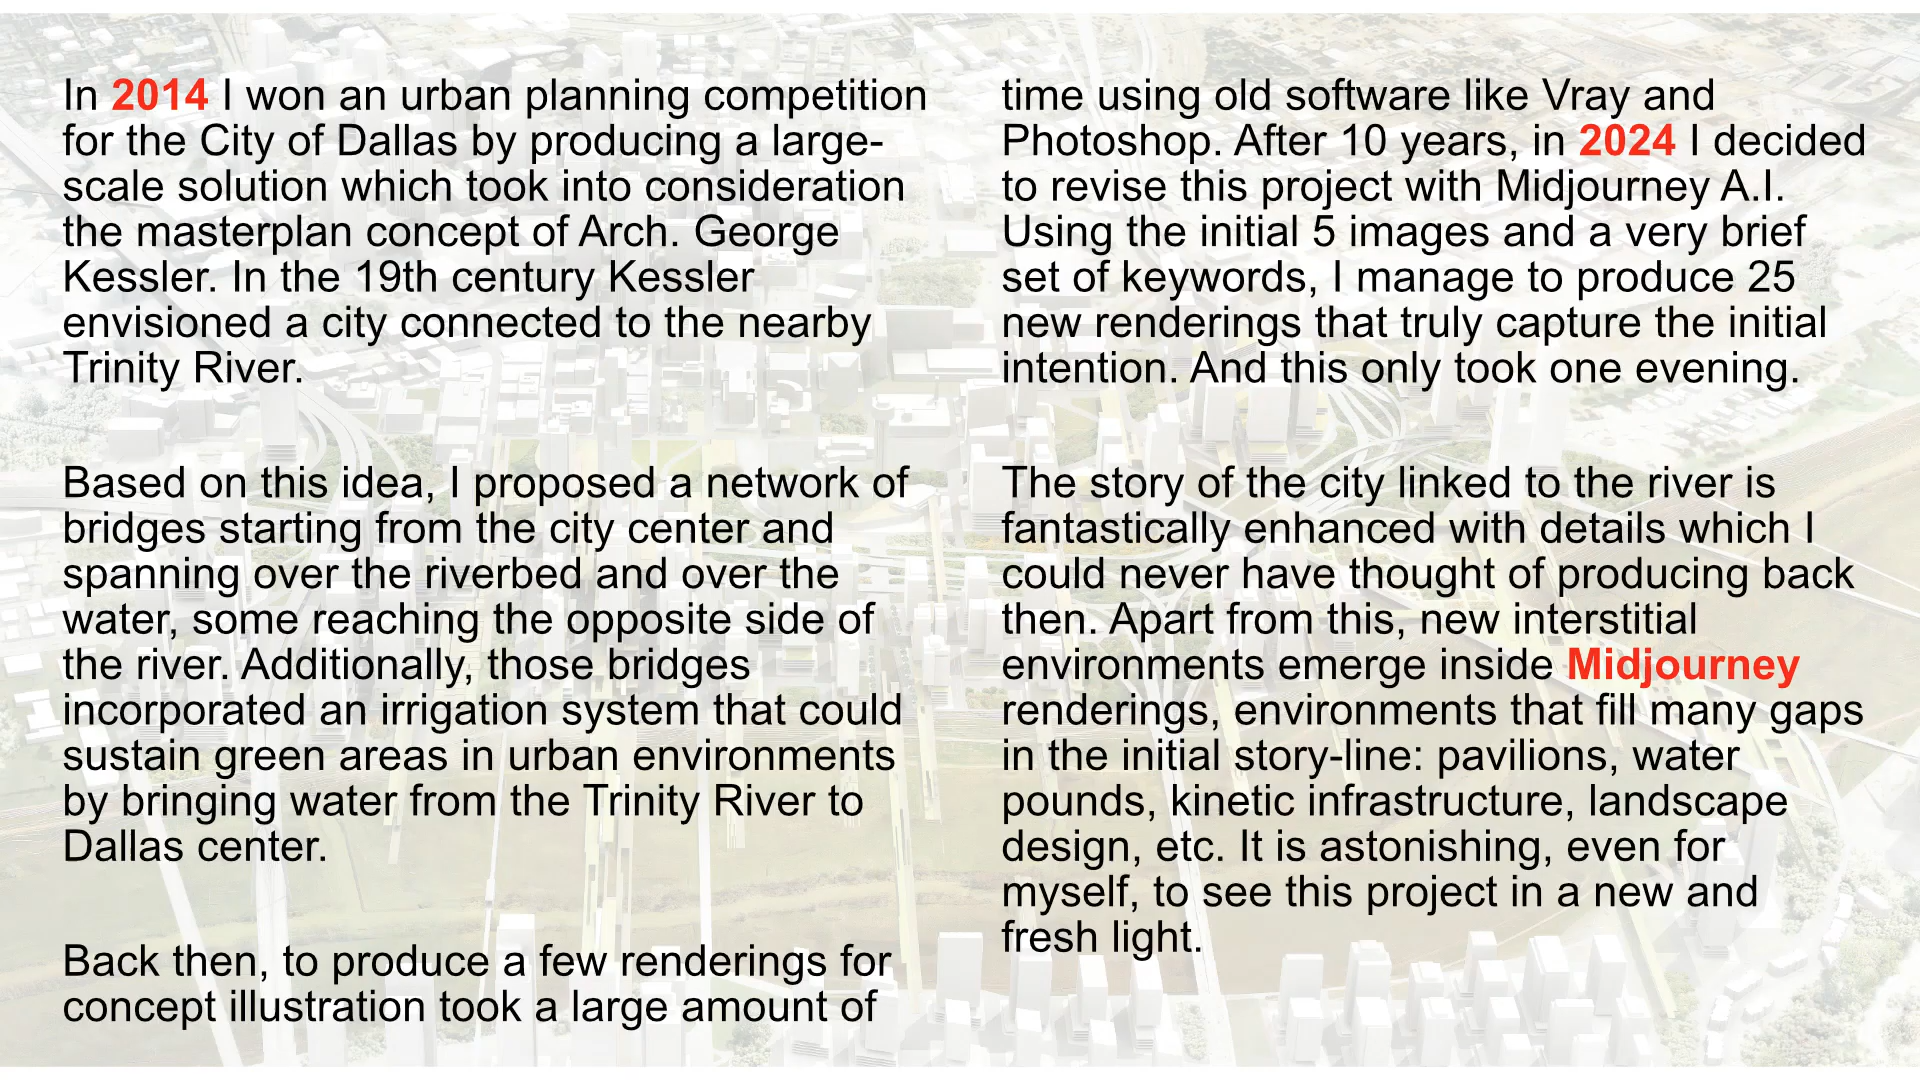 In 2014 I won an urban planning competition
for the City of Dallas by producing a large-
scale solution which took into consideration
the masterplan concept of Arch. George
Kessler. In the 19th century Kessler
envisioned a city connected to the nearby
Trinity River.
Based on this idea, I proposed a network of
bridges starting from the city center and
spanning over the riverbed and over the
water, some reaching the opposite side of
the river. Additionally, those bridges
incorporated an irrigation system that could
sustain green areas in urban environments
by bringing water from the Trinity River to
Dallas center.
Back then, to produce a few renderings for
concept illustration took a large amount of
time using old software like Vray and
Photoshop. After 10 years, in 2024 I decided
to revise this project with Midjourney A.I.
Using the initial 5 images and a very brief
set of keywords, I manage to produce 25
new renderings that truly capture the initial
intention. And this only took one evening.
The story of the city linked to the river is
fantastically enhanced with details which I
could never have thought of producing back
then. Apart from this, new interstitial
environments emerge inside Midjourney
renderings, environments that fill many gaps
in the initial story-line: pavilions, water
pounds, kinetic infrastructure, landscape
design, etc. It is astonishing, even for
myself, to see this project in a new and
fresh light.